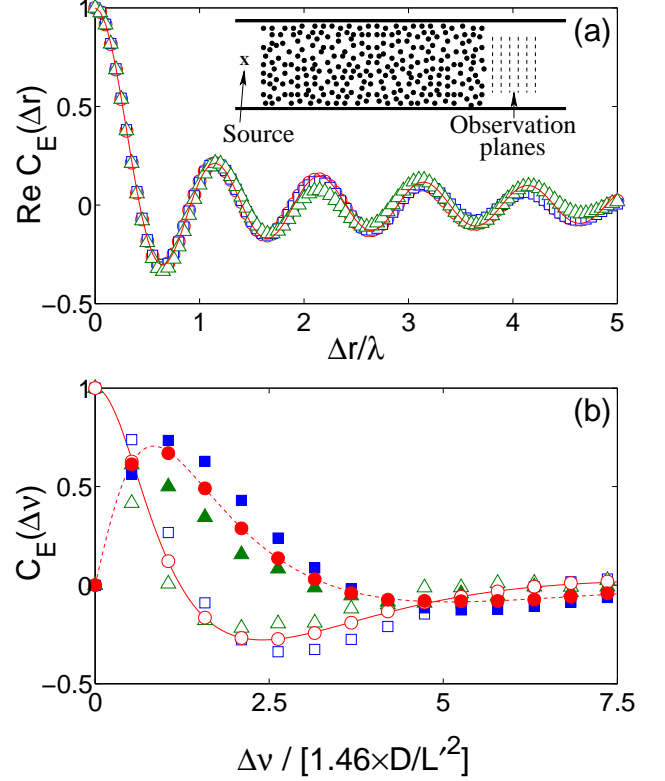 1
0.5
0
−0.5
Re C_E(Δr)
(a)
x
Source
Observation
planes
0
1
2
3
4
5
Δr/λ
1
0.5
0
−0.5
C_E(Δν)
(b)
0
2.5
5
7.5
Δν / [1.46×D/L′²]